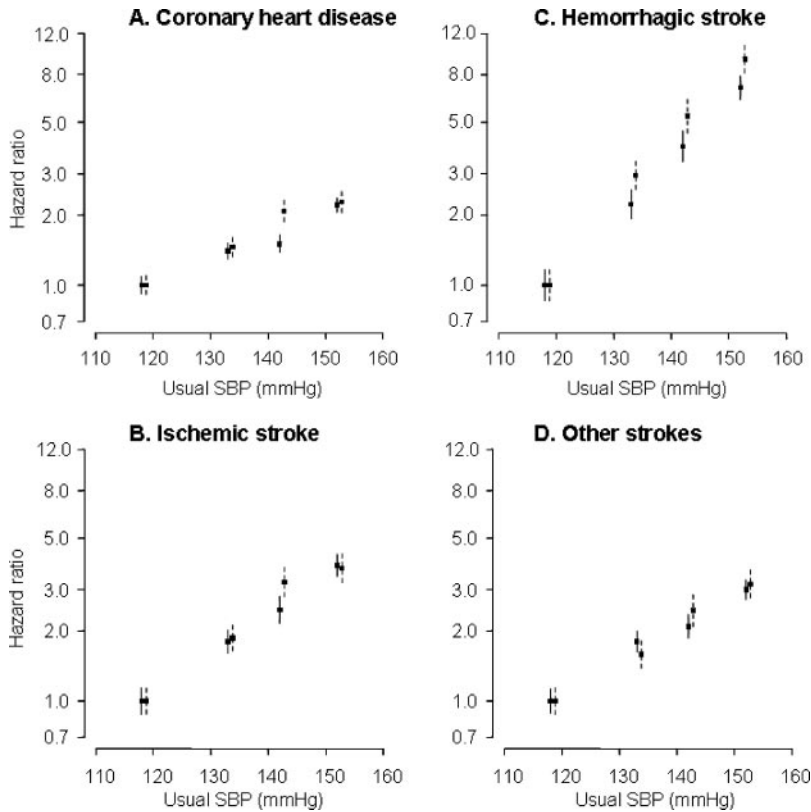 A. Coronary heart disease
12.0
8.0
5.0
3.0
2.0
1.0
0.7
Hazard ratio
110 120 130 140 150 160
Usual SBP (mmHg)
C. Hemorrhagic stroke
12.0
8.0
5.0
3.0
2.0
1.0
0.7
110 120 130 140 150 160
Usual SBP (mmHg)
B. Ischemic stroke
12.0
8.0
5.0
3.0
2.0
1.0
0.7
Hazard ratio
110 120 130 140 150 160
Usual SBP (mmHg)
D. Other strokes
12.0
8.0
5.0
3.0
2.0
1.0
0.7
110 120 130 140 150 160
Usual SBP (mmHg)